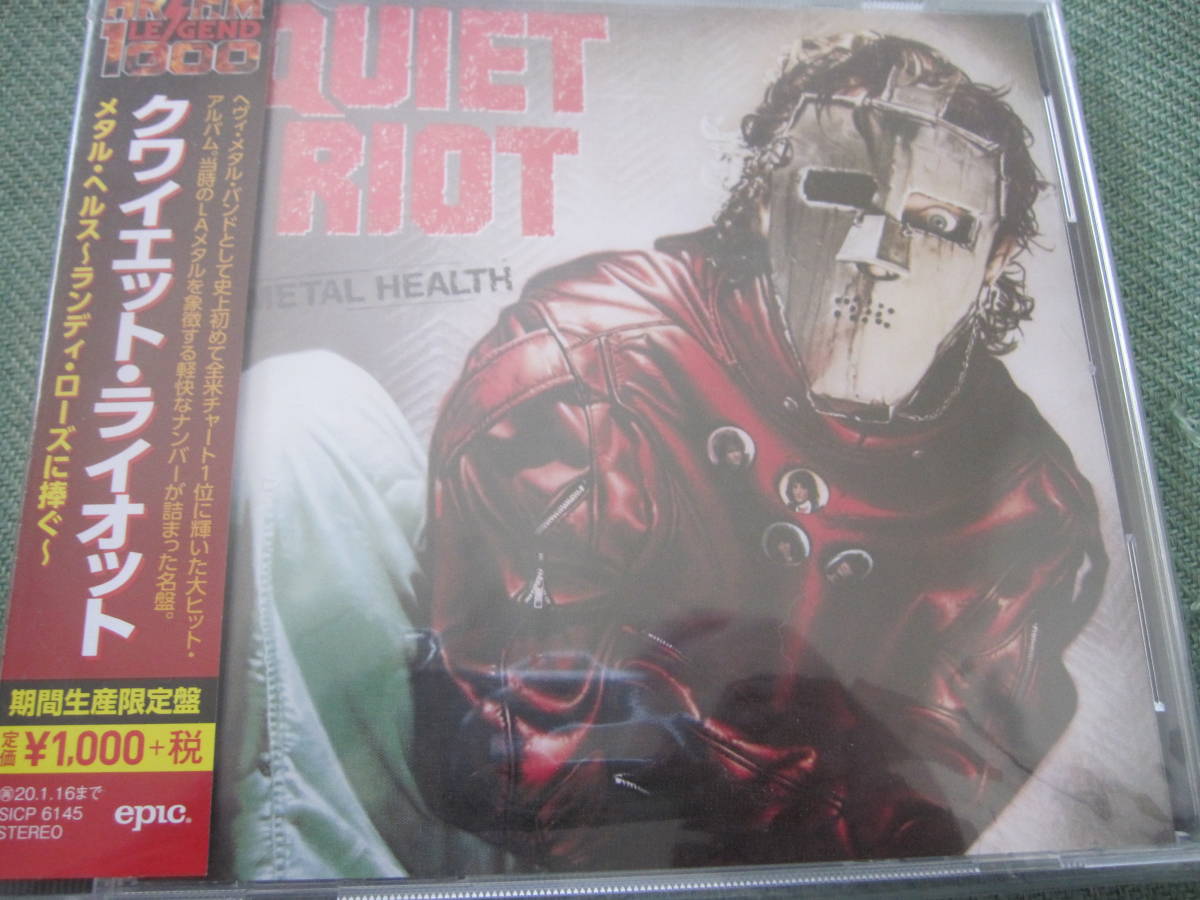 HR/HM
LEGEND
1000
クワイエット・ライオット
メタル・ヘルス～ランディ・ローズに捧ぐ～
ヘヴィ・メタル・バンドとして史上初めて全米チャート1位に輝いた大ヒット・
アルバム。当時のLAメタルを象徴する軽快なナンバーが詰まった名盤。
期間生産限定盤
定価 ¥1,000+税
20.1.16まで
SICP 6145
STEREO
epic
QUIET
RIOT
METAL HEALTH